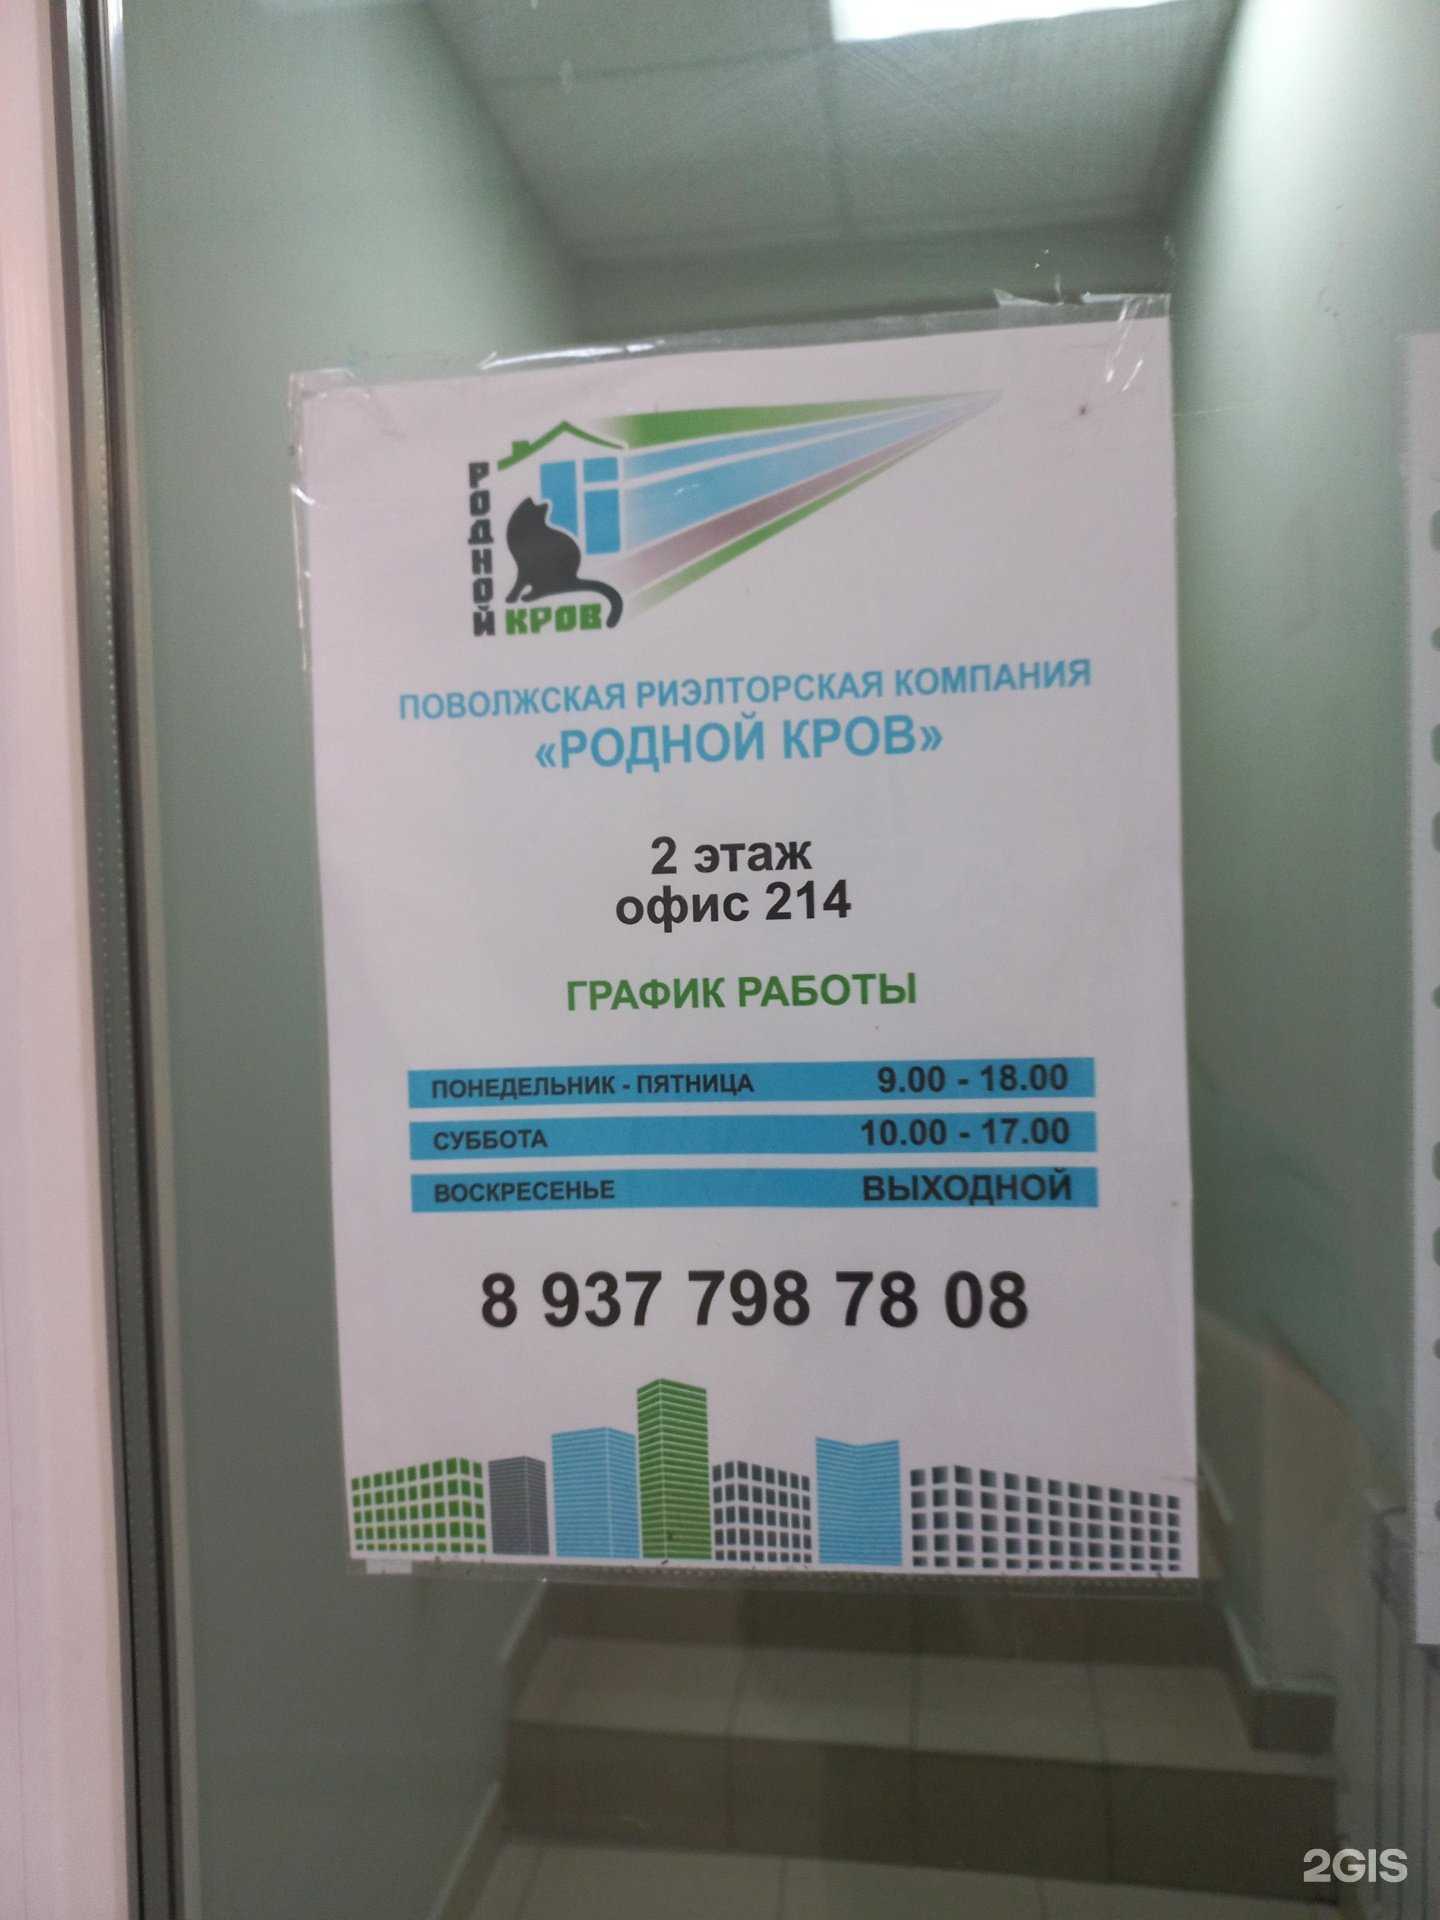 РОДНОЙ
КРОВ
ПОВОЛЖСКАЯ РИЭЛТОРСКАЯ КОМПАНИЯ
«РОДНОЙ КРОВ»
2 этаж
офис 214
ГРАФИК РАБОТЫ
ПОНЕДЕЛЬНИК - ПЯТНИЦА 9.00 - 18.00
СУББОТА 10.00 - 17.00
ВОСКРЕСЕНЬЕ ВЫХОДНОЙ
8 937 798 78 08
2GIS